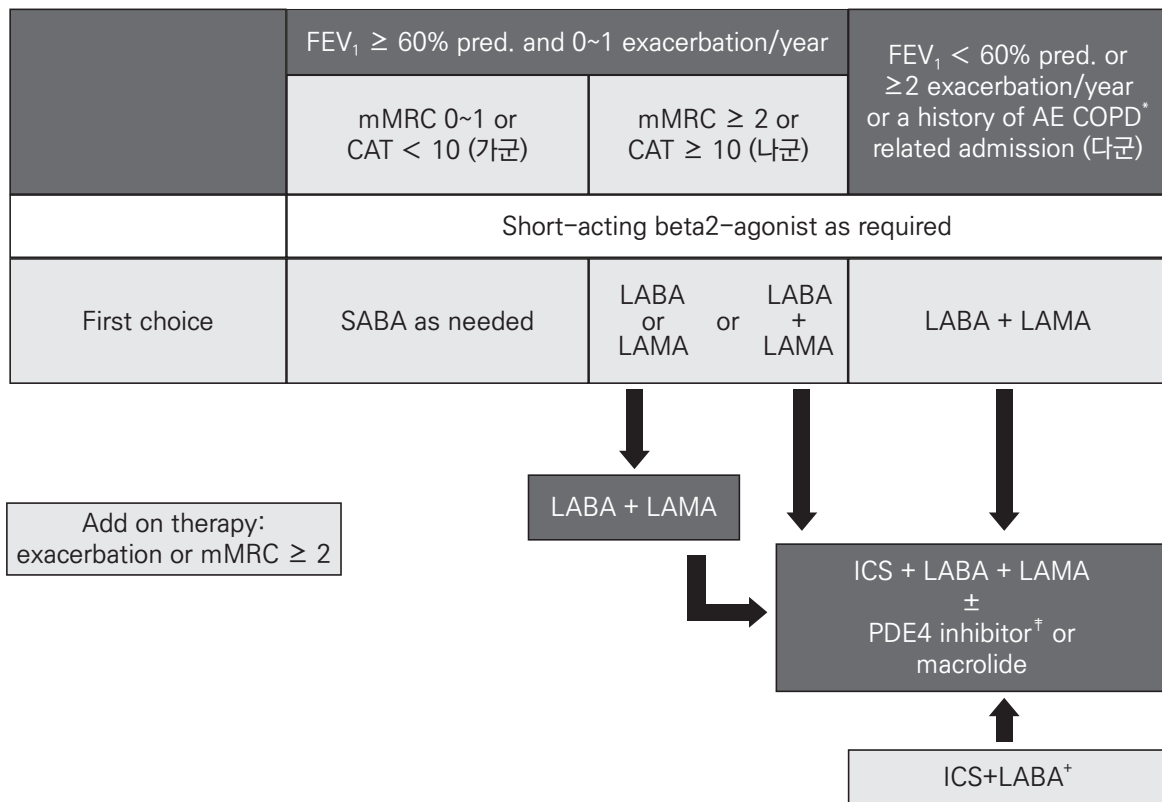 FEV₁ ≥ 60% pred. and 0~1 exacerbation/year
FEV₁ < 60% pred. or
≥2 exacerbation/year
or a history of AE COPD*
related admission (다군)
mMRC 0~1 or
CAT < 10 (가군)
mMRC ≥ 2 or
CAT ≥ 10 (나군)
Short-acting beta2-agonist as required
First choice
SABA as needed
LABA
or
LAMA
or
LABA
+
LAMA
LABA + LAMA
LABA + LAMA
Add on therapy:
exacerbation or mMRC ≥ 2
ICS + LABA + LAMA
±
PDE4 inhibitor‡ or
macrolide
ICS+LABA⁺